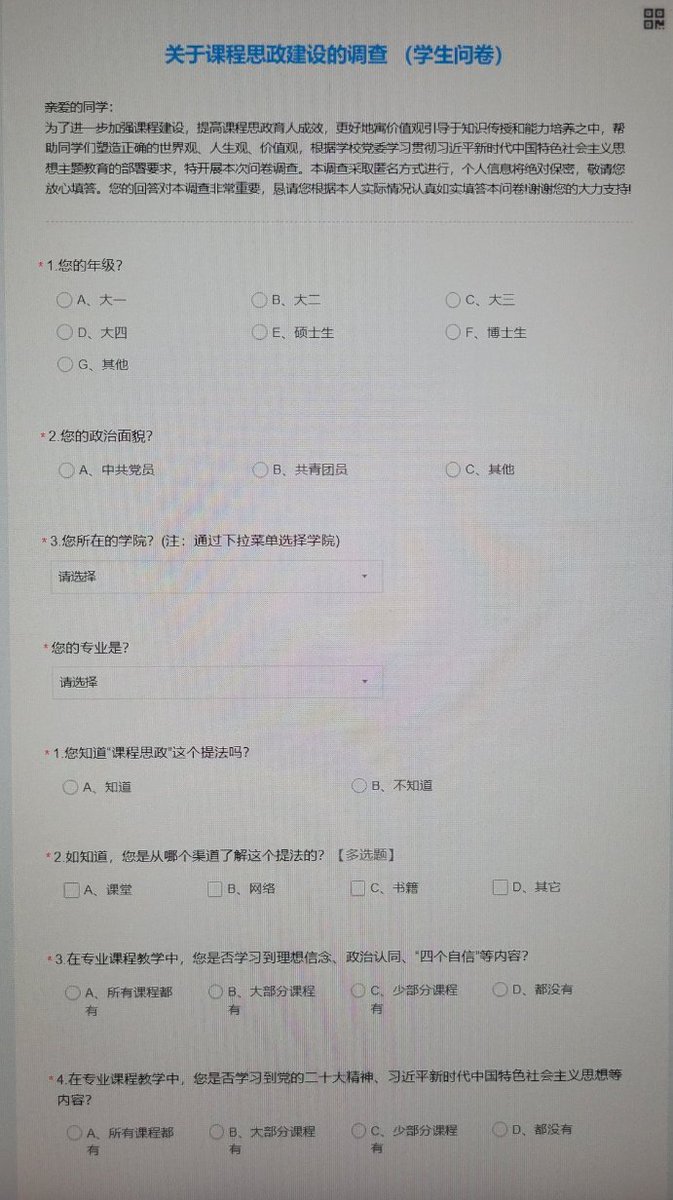 关于课程思政建设的调查 （学生问卷）
亲爱的同学：
为了进一步加强课程建设，提高课程思政育人成效，更好地寓价值观引导于知识传授和能力培养之中，帮
助同学们塑造正确的世界观、人生观、价值观，根据学校党委学习贯彻习近平新时代中国特色社会主义思
想主题教育的部署要求，特开展本次问卷调查。本调查采取匿名方式进行，个人信息将绝对保密，敬请您
放心填答。您的回答对本调查非常重要，恳请您根据本人实际情况认真如实填答本问卷!谢谢您的大力支持!
*1.您的年级？
A、大一 B、大二 C、大三
D、大四 E、硕士生 F、博士生
G、其他
*2.您的政治面貌？
A、中共党员 B、共青团员 C、其他
*3.您所在的学院？(注：通过下拉菜单选择学院)
请选择
*您的专业是？
请选择
*1.您知道“课程思政”这个提法吗？
A、知道 B、不知道
*2.如知道，您是从哪个渠道了解这个提法的？【多选题】
A、课堂 B、网络 C、书籍 D、其它
*3.在专业课程教学中，您是否学习到理想信念、政治认同、“四个自信”等内容？
A、所有课程都 B、大部分课程 C、少部分课程 D、都没有
有 有 有
*4.在专业课程教学中，您是否学习到党的二十大精神、习近平新时代中国特色社会主义思想等
内容？
A、所有课程都 B、大部分课程 C、少部分课程 D、都没有
有 有 有